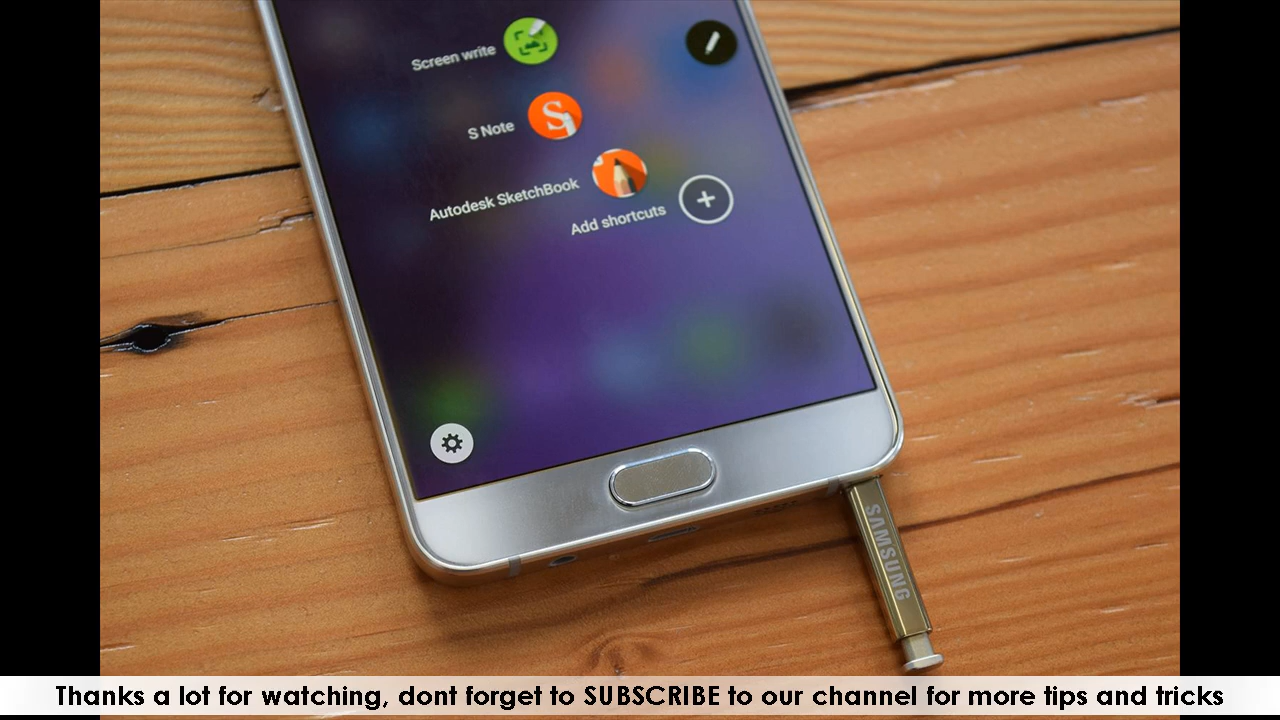 Screen write
S Note
Autodesk SketchBook
Add shortcuts
SAMSUNG
Thanks a lot for watching, dont forget to SUBSCRIBE to our channel for more tips and tricks